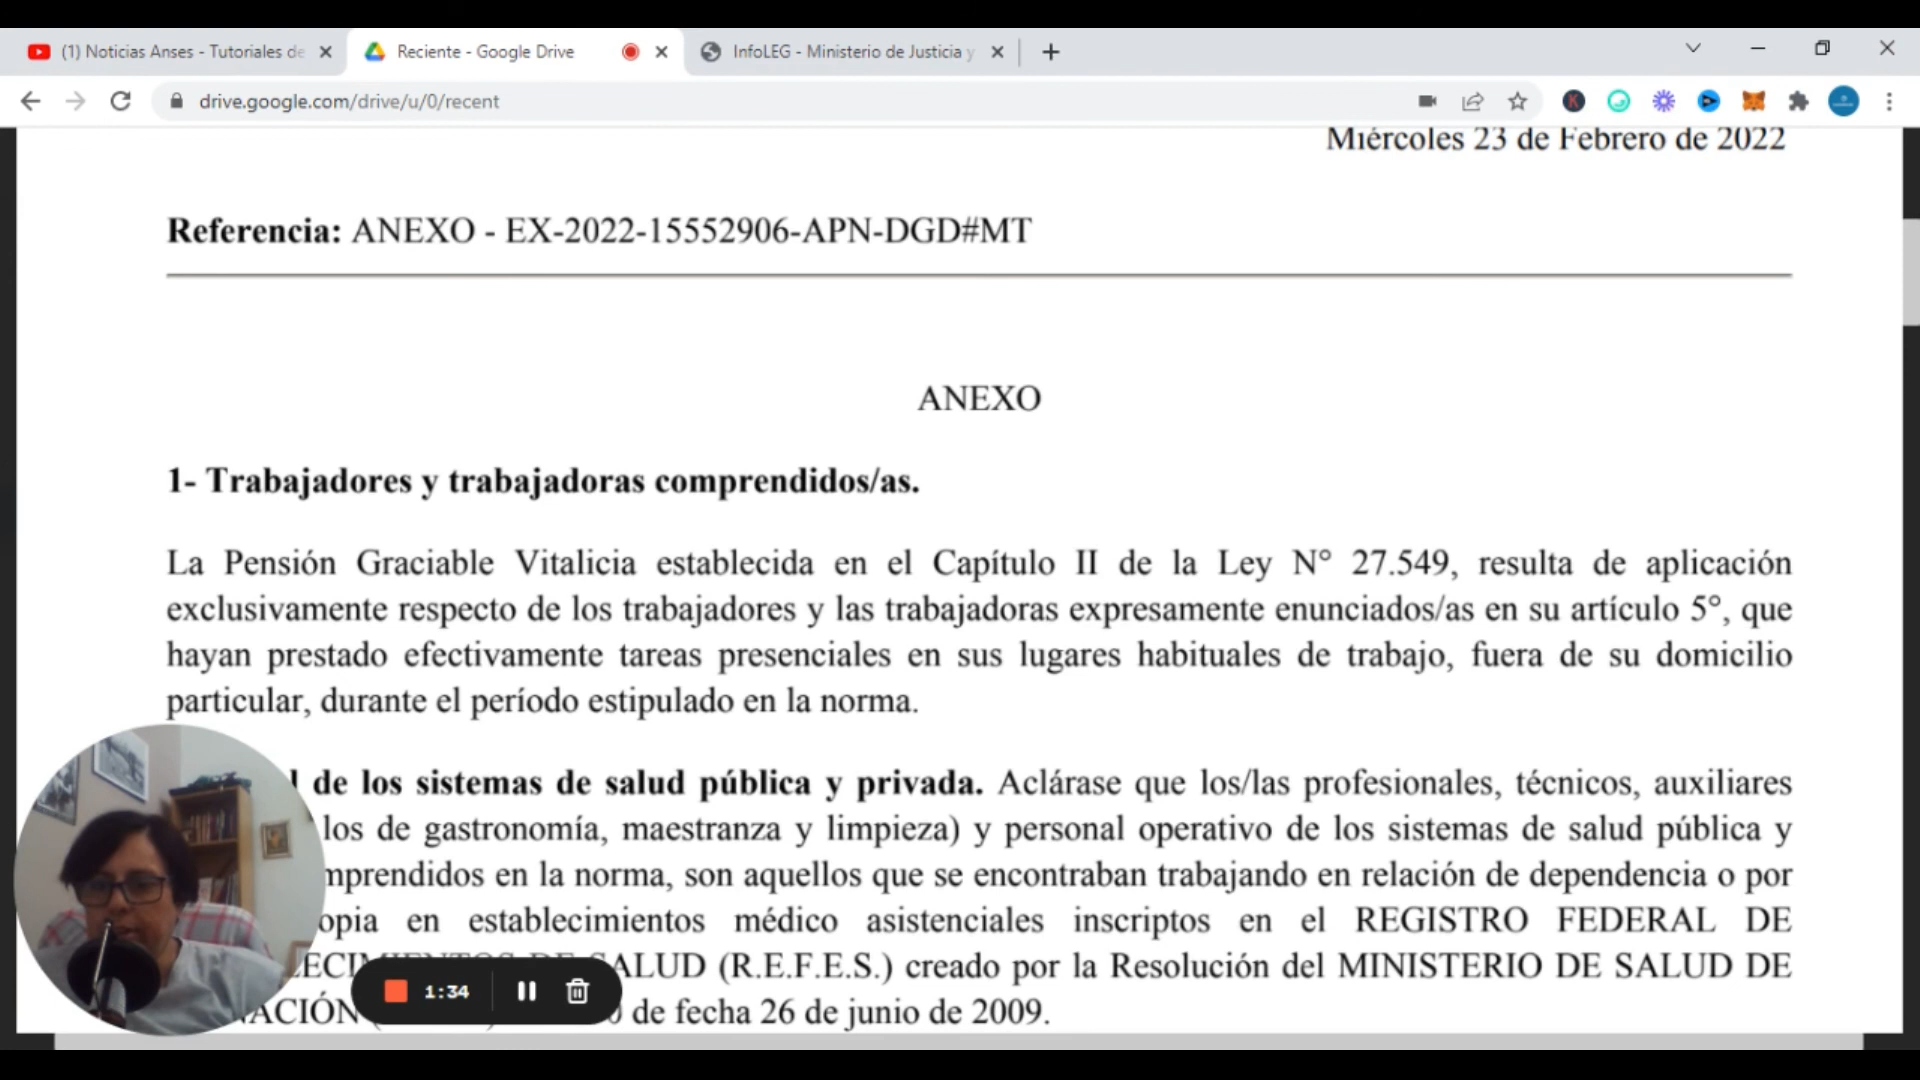 (1) Noticias Anses - Tutoriales de
Reciente - Google Drive
InfoLEG - Ministerio de Justicia y
drive.google.com/drive/u/0/recent
Miércoles 23 de Febrero de 2022
Referencia: ANEXO - EX-2022-15552906-APN-DGD#MT
ANEXO
1- Trabajadores y trabajadoras comprendidos/as.
La Pensión Graciable Vitalicia establecida en el Capítulo II de la Ley N° 27.549, resulta de aplicación
exclusivamente respecto de los trabajadores y las trabajadoras expresamente enunciados/as en su artículo 5°, que
hayan prestado efectivamente tareas presenciales en sus lugares habituales de trabajo, fuera de su domicilio
particular, durante el período estipulado en la norma.
l de los sistemas de salud pública y privada. Aclárase que los/las profesionales, técnicos, auxiliares
los de gastronomía, maestranza y limpieza) y personal operativo de los sistemas de salud pública y
mprendidos en la norma, son aquellos que se encontraban trabajando en relación de dependencia o por
opia en establecimientos médico asistenciales inscriptos en el REGISTRO FEDERAL DE
ALUD (R.E.F.E.S.) creado por la Resolución del MINISTERIO DE SALUD DE
ACIÓN de fecha 26 de junio de 2009.
1:34